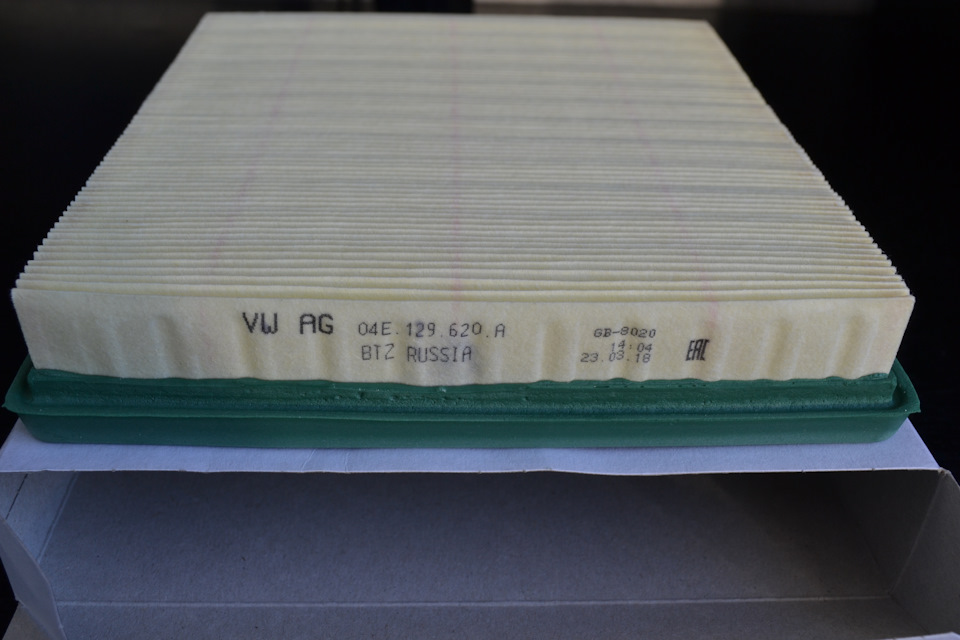 VW AG 04E.129.620.A
BTZ RUSSIA
GB-8020
14:04
23.03.18
EAC